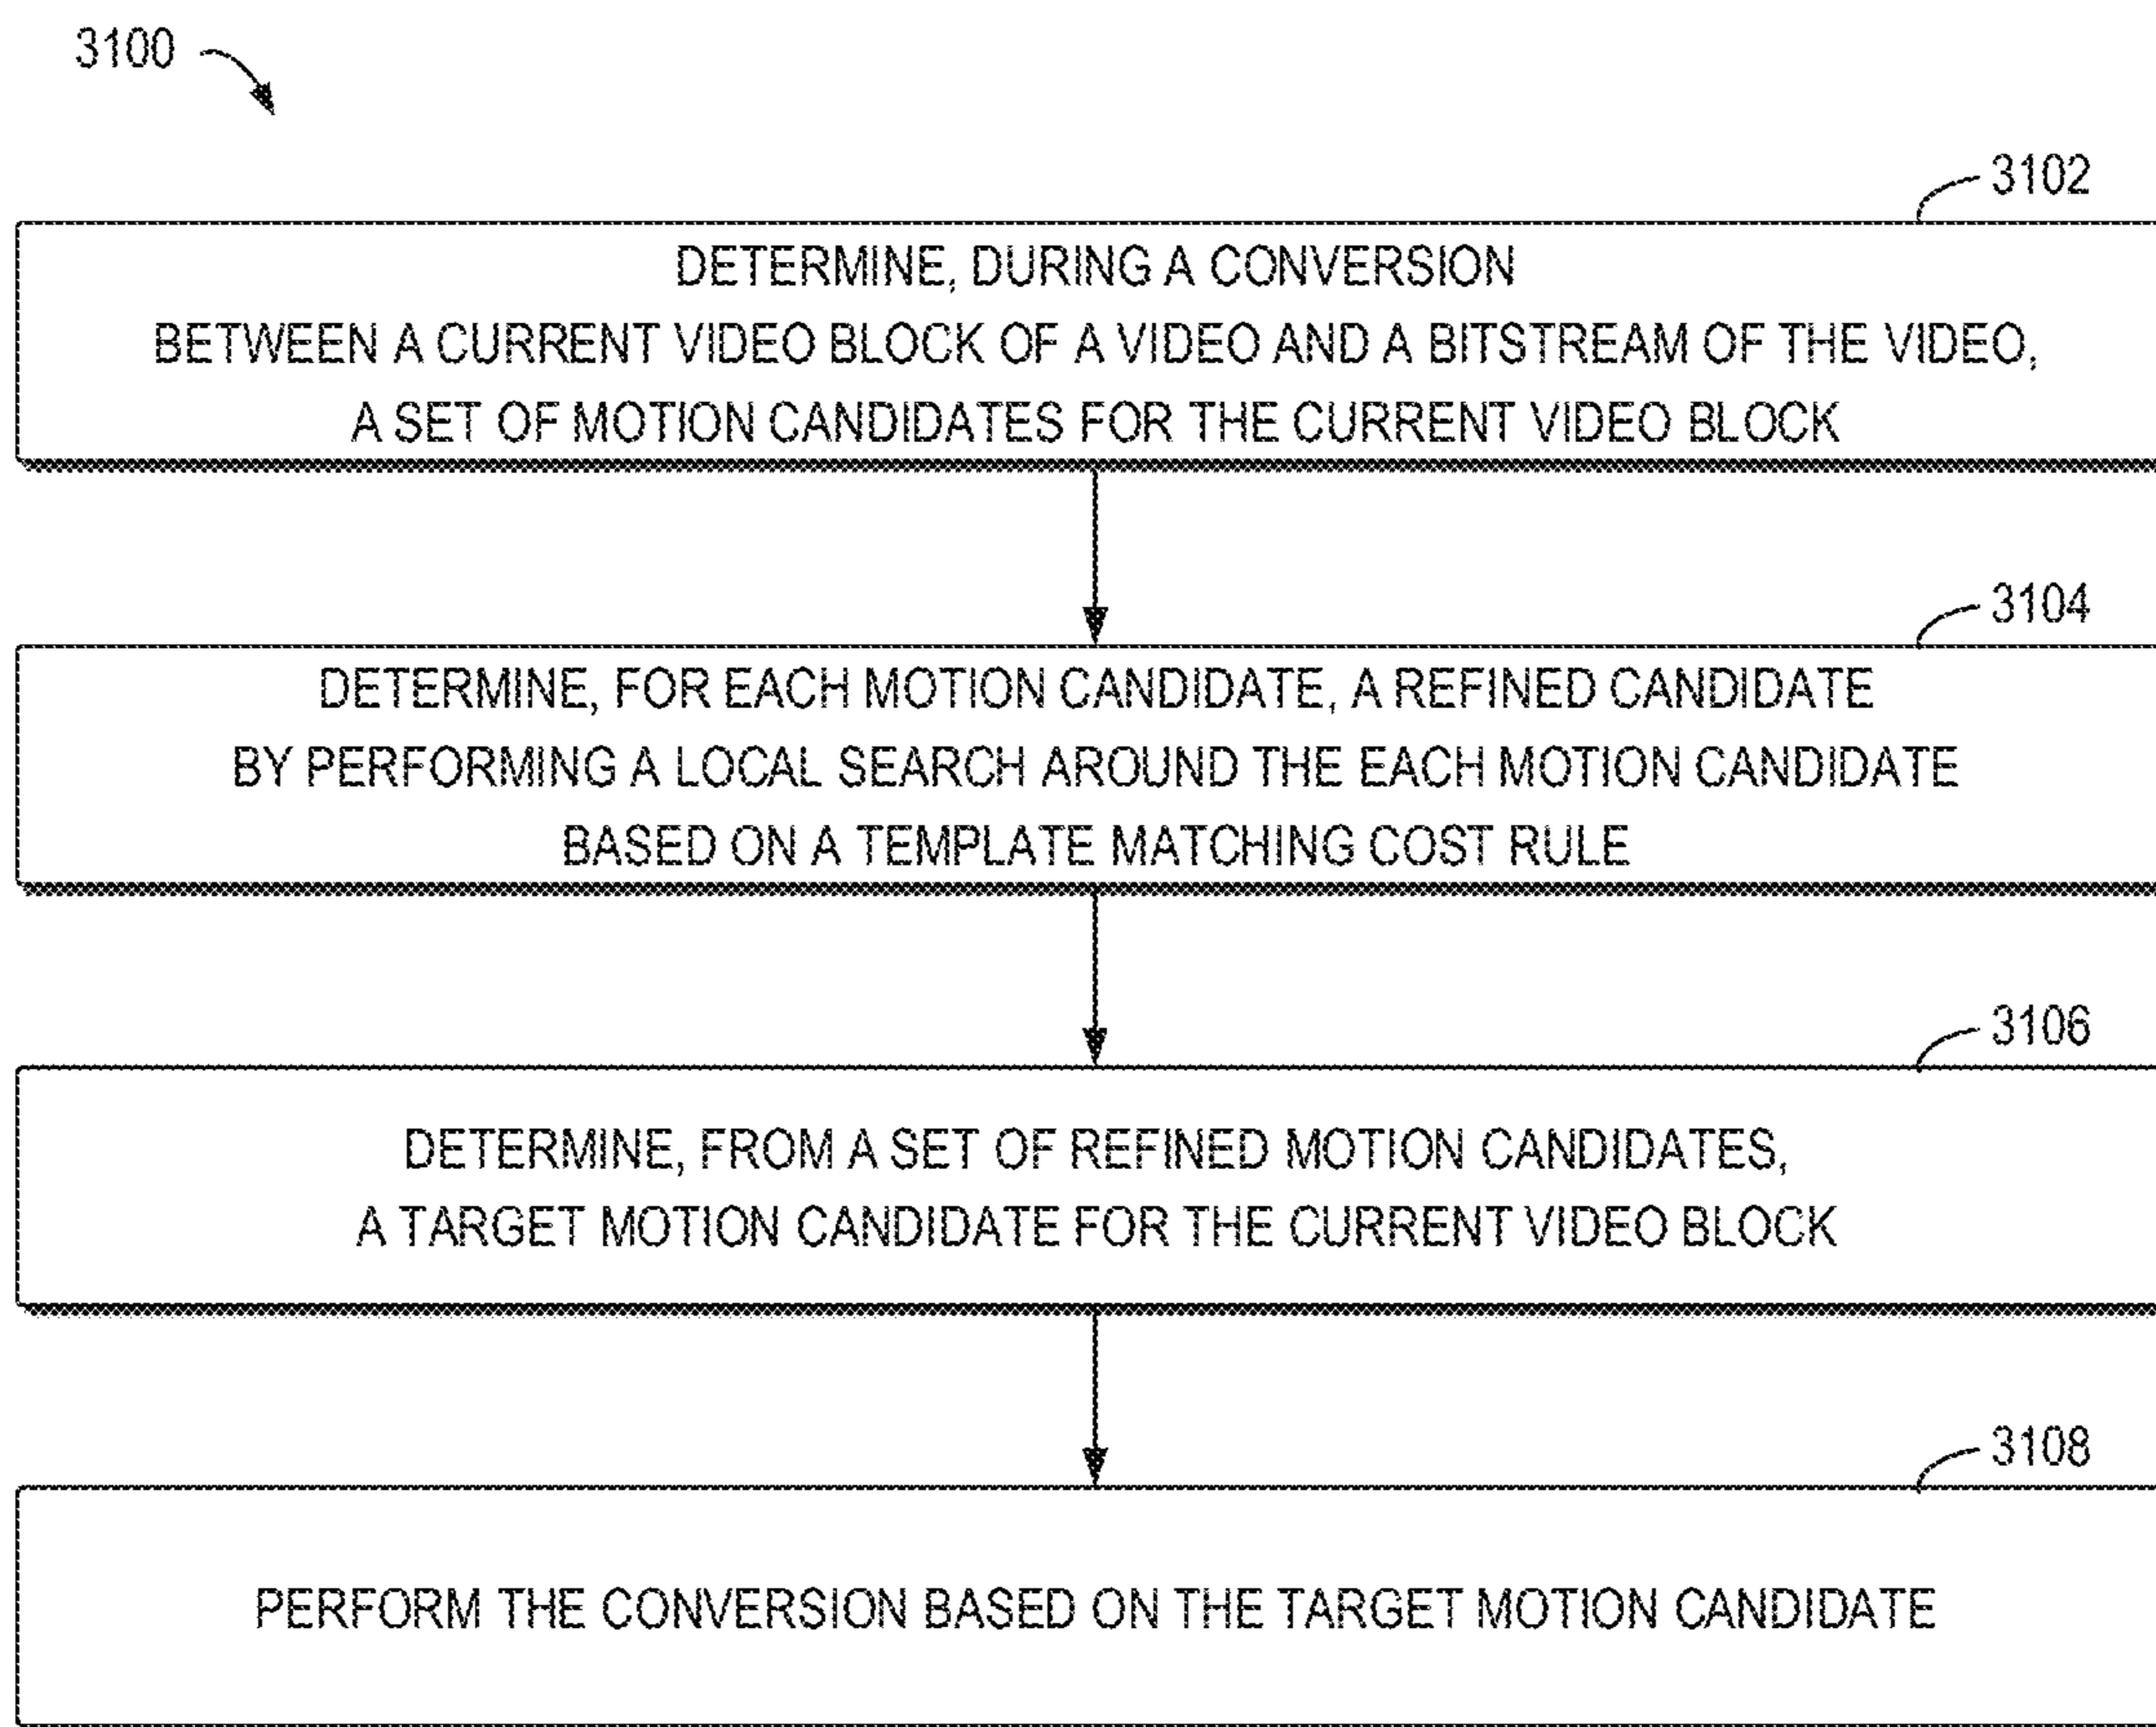 3100
3102
DETERMINE, DURING A CONVERSION
BETWEEN A CURRENT VIDEO BLOCK OF A VIDEO AND A BITSTREAM OF THE VIDEO,
A SET OF MOTION CANDIDATES FOR THE CURRENT VIDEO BLOCK
3104
DETERMINE, FOR EACH MOTION CANDIDATE, A REFINED CANDIDATE
BY PERFORMING A LOCAL SEARCH AROUND THE EACH MOTION CANDIDATE
BASED ON A TEMPLATE MATCHING COST RULE
3106
DETERMINE, FROM A SET OF REFINED MOTION CANDIDATES,
A TARGET MOTION CANDIDATE FOR THE CURRENT VIDEO BLOCK
3108
PERFORM THE CONVERSION BASED ON THE TARGET MOTION CANDIDATE